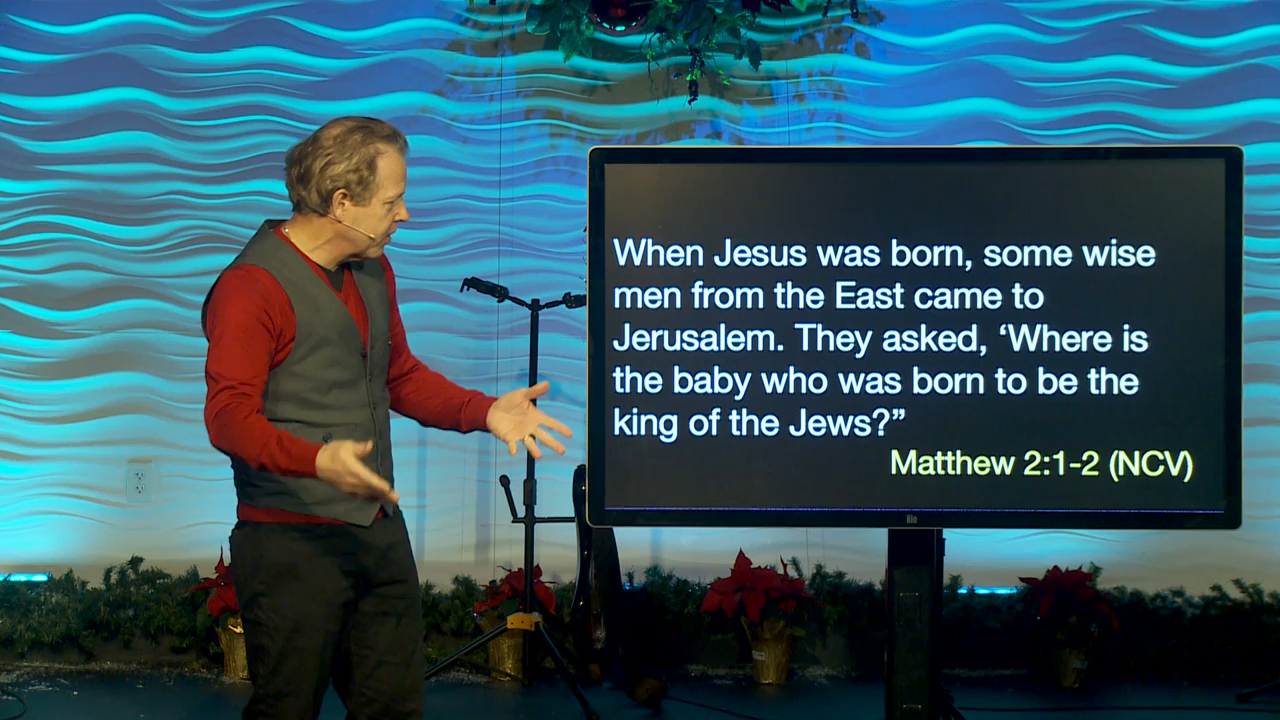 When Jesus was born, some wise
men from the East came to
Jerusalem. They asked, ‘Where is
the baby who was born to be the
king of the Jews?”
Matthew 2:1-2 (NCV)
elo